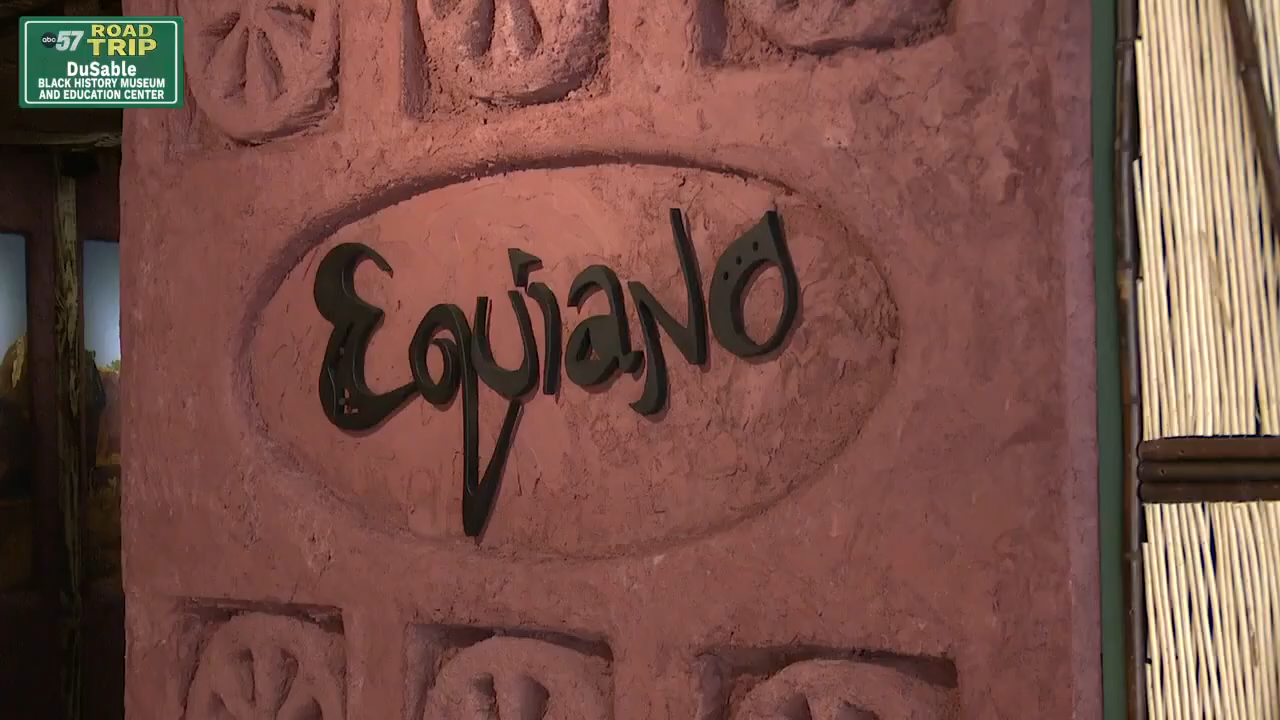 abc 57 ROAD
TRIP
DuSable
BLACK HISTORY MUSEUM
AND EDUCATION CENTER
Equiano